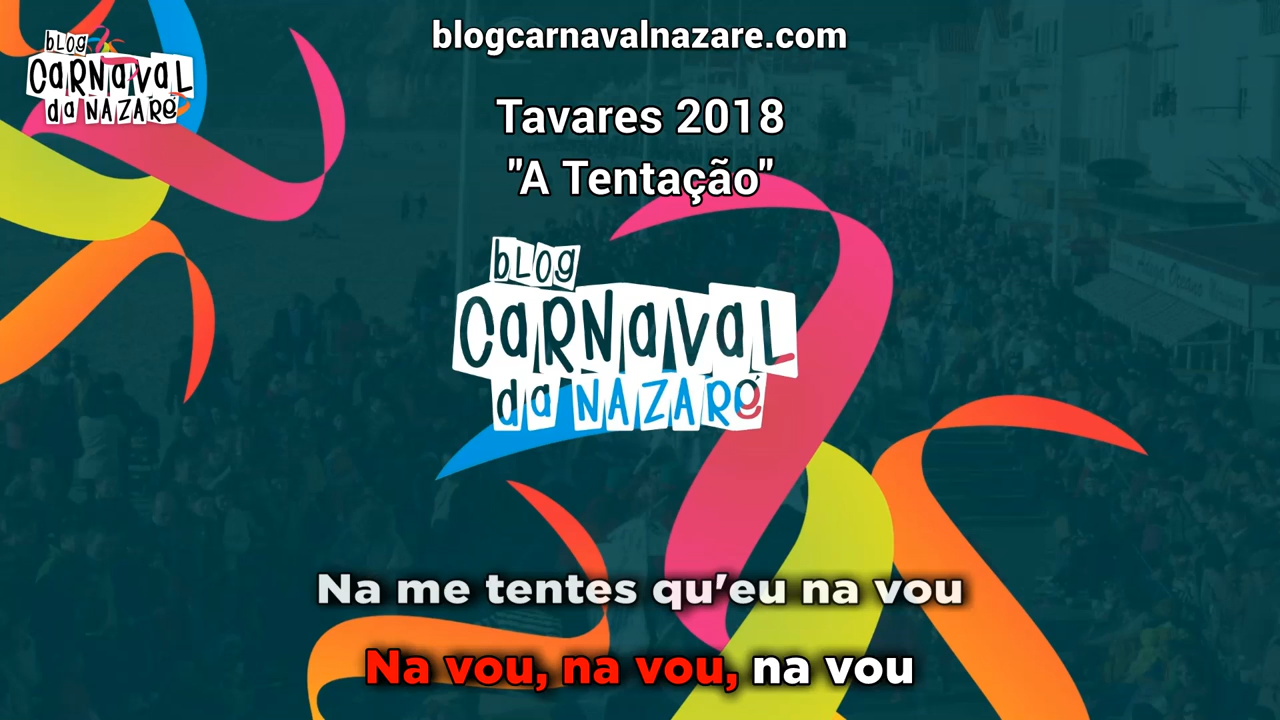 blogcarnavalnazare.com
BLOG
CARNAVAL
da NAZARÉ
Tavares 2018
"A Tentação"
BLOG
CARNAVAL
da NAZARÉ
Na me tentes qu'eu na vou
Na vou, na vou, na vou